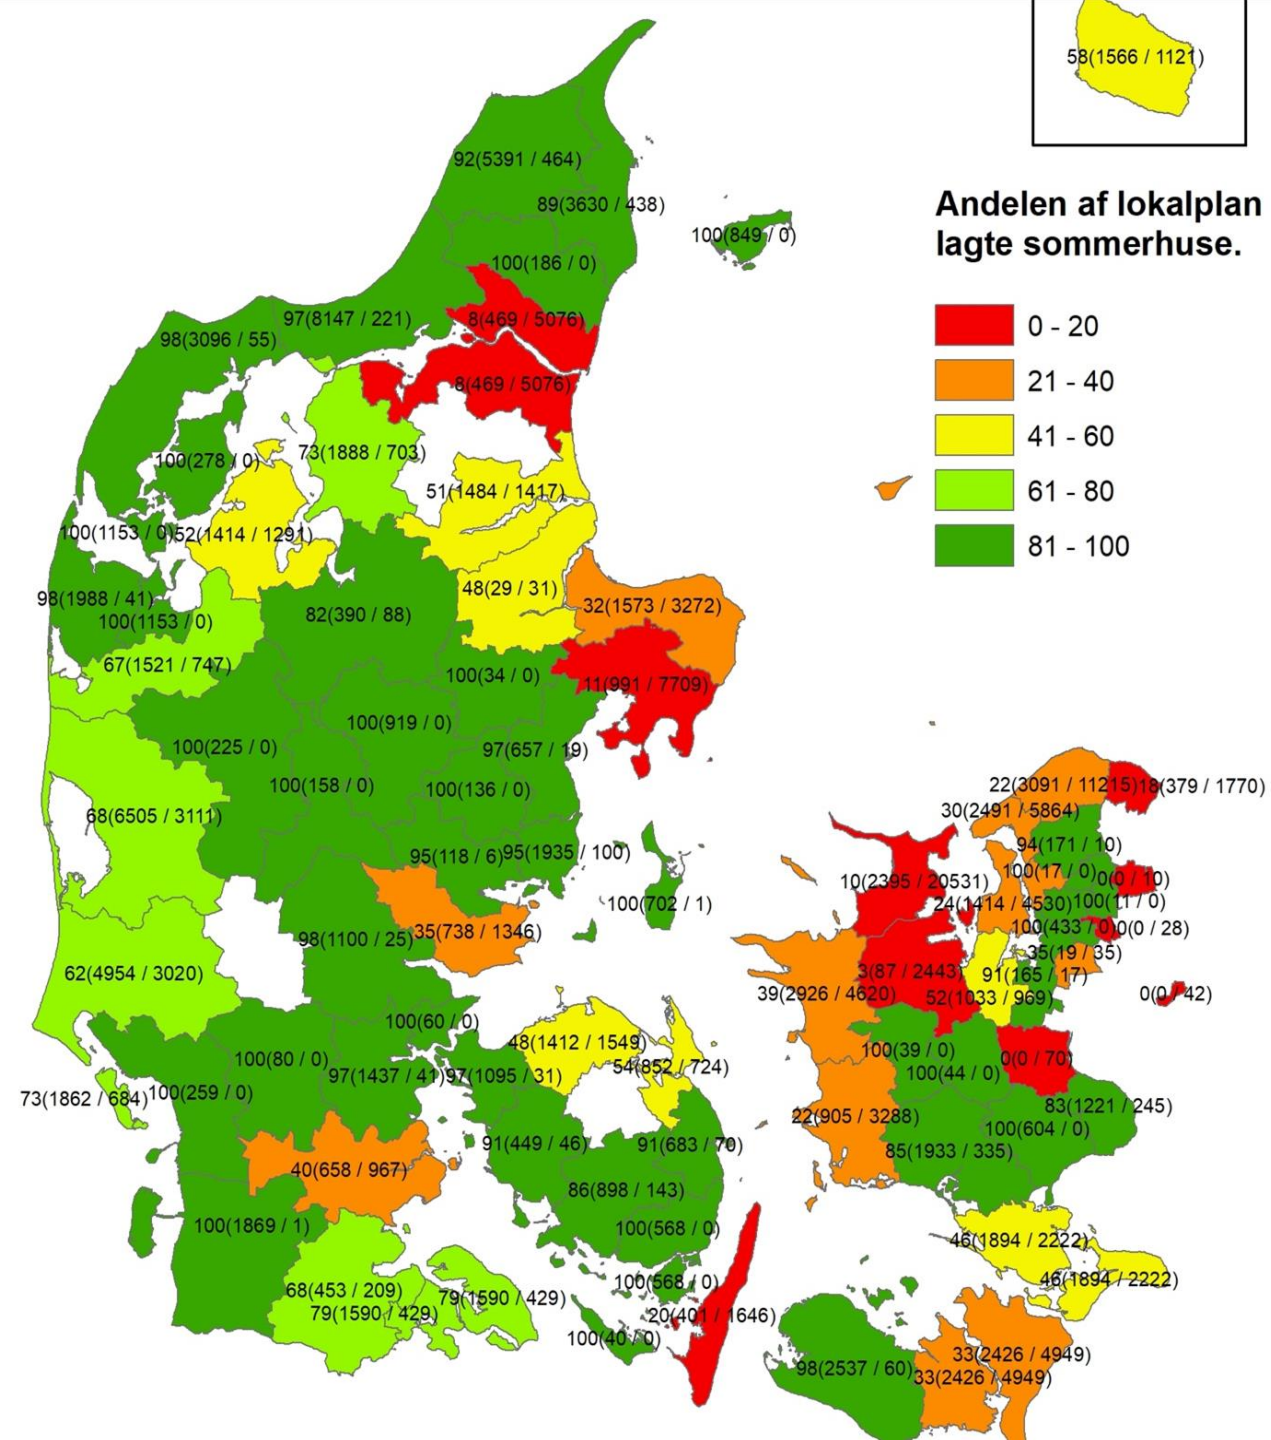 58(1566 / 1121)
Andelen af lokalplan
lagte sommerhuse.
0 - 20
21 - 40
41 - 60
61 - 80
81 - 100
92(5391 / 464)
89(3630 / 438)
100(849 / 0)
100(186 / 0)
97(8147 / 221)
8(469 / 5076)
98(3096 / 55)
8(469 / 5076)
73(1888 / 703)
100(278 / 0)
51(1484 / 1417)
100(1153 / 0)
52(1414 / 1291)
48(29 / 31)
98(1988 / 41)
32(1573 / 3272)
82(390 / 88)
100(1153 / 0)
67(1521 / 747)
100(34 / 0)
11(991 / 7709)
100(919 / 0)
100(225 / 0)
97(657 / 19)
100(158 / 0)
100(136 / 0)
68(6505 / 3111)
95(118 / 6)
95(1935 / 100)
100(702 / 1)
35(738 / 1346)
98(1100 / 25)
62(4954 / 3020)
100(60 / 0)
48(1412 / 1549)
54(852 / 724)
100(80 / 0)
97(1437 / 41)
97(1095 / 31)
73(1862 / 684)
100(259 / 0)
91(449 / 46)
91(683 / 70)
40(658 / 967)
86(898 / 143)
100(1869 / 1)
100(568 / 0)
100(568 / 0)
68(453 / 209)
79(1590 / 429)
79(1590 / 429)
20(401 / 1646)
100(40 / 0)
22(3091 / 11215)
18(379 / 1770)
30(2491 / 5864)
94(171 / 10)
100(17 / 0)
0(0 / 10)
10(2395 / 20531)
24(1414 / 4530)
100(11 / 0)
100(433 / 0)
0(0 / 28)
35(19 / 35)
3(87 / 2443)
91(165 / 17)
39(2926 / 4620)
52(1033 / 969)
0(0 / 42)
100(39 / 0)
0(0 / 70)
100(44 / 0)
83(1221 / 245)
22(905 / 3288)
100(604 / 0)
85(1933 / 335)
46(1894 / 2222)
46(1894 / 2222)
33(2426 / 4949)
98(2537 / 60)
33(2426 / 4949)